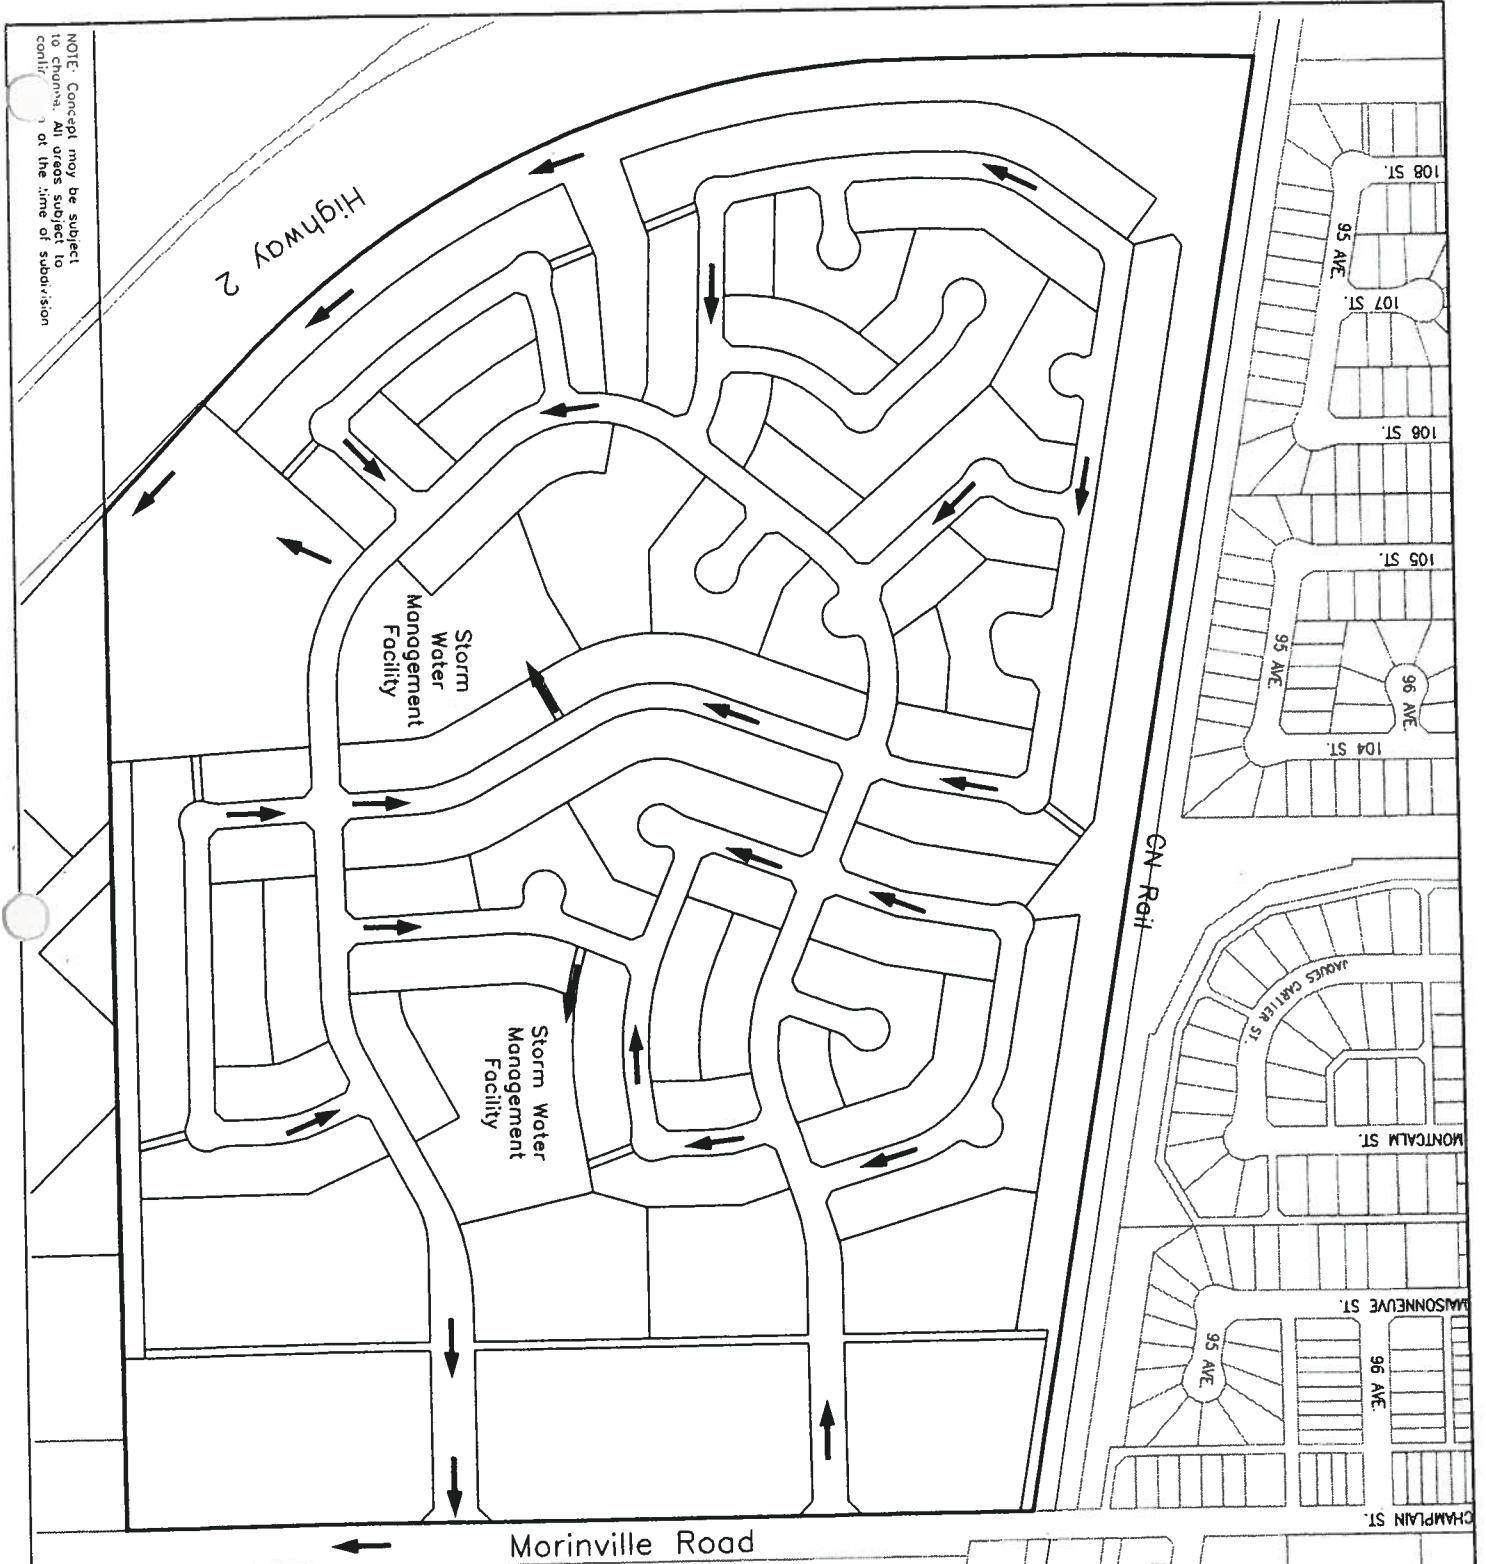 NOTE: Concept may be subject
to change. All areas subject to
at the time of subdivision
Highway 2
108 ST.
95 AVE.
107 ST.
106 ST.
105 ST.
95 AVE.
96 AVE.
104 ST.
Storm
Water
Management
Facility
CN Rail
JAQUES CARTIER ST.
Storm Water
Management
Facility
MONTCALM ST.
MAISONNEUVE ST.
95 AVE.
96 AVE.
CHAMPLAIN ST.
Morinville Road